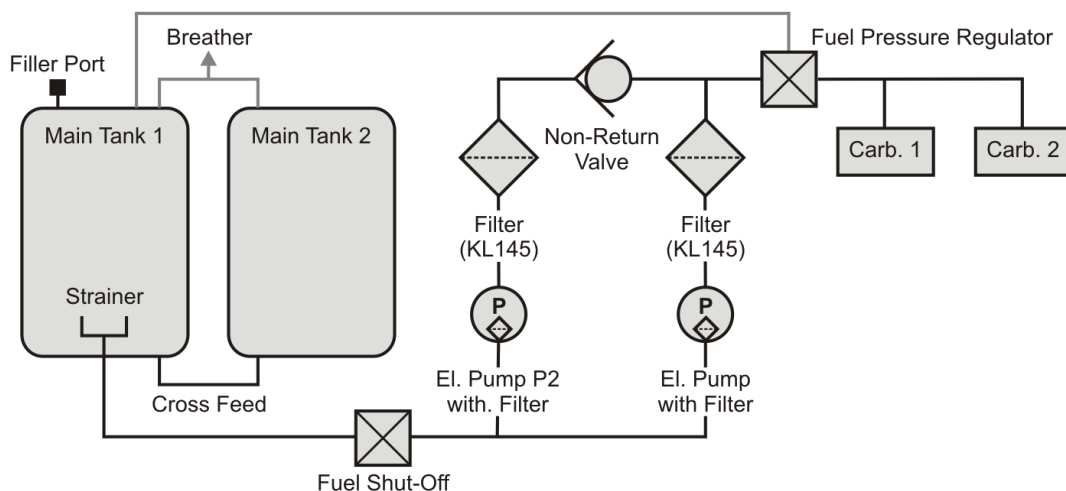 Breather
Fuel Pressure Regulator
Filler Port
Main Tank 1
Main Tank 2
Non-Return
Valve
Carb. 1
Carb. 2
Filter
(KL145)
Filter
(KL145)
Strainer
P
P
El. Pump P2
with. Filter
El. Pump
with Filter
Cross Feed
Fuel Shut-Off